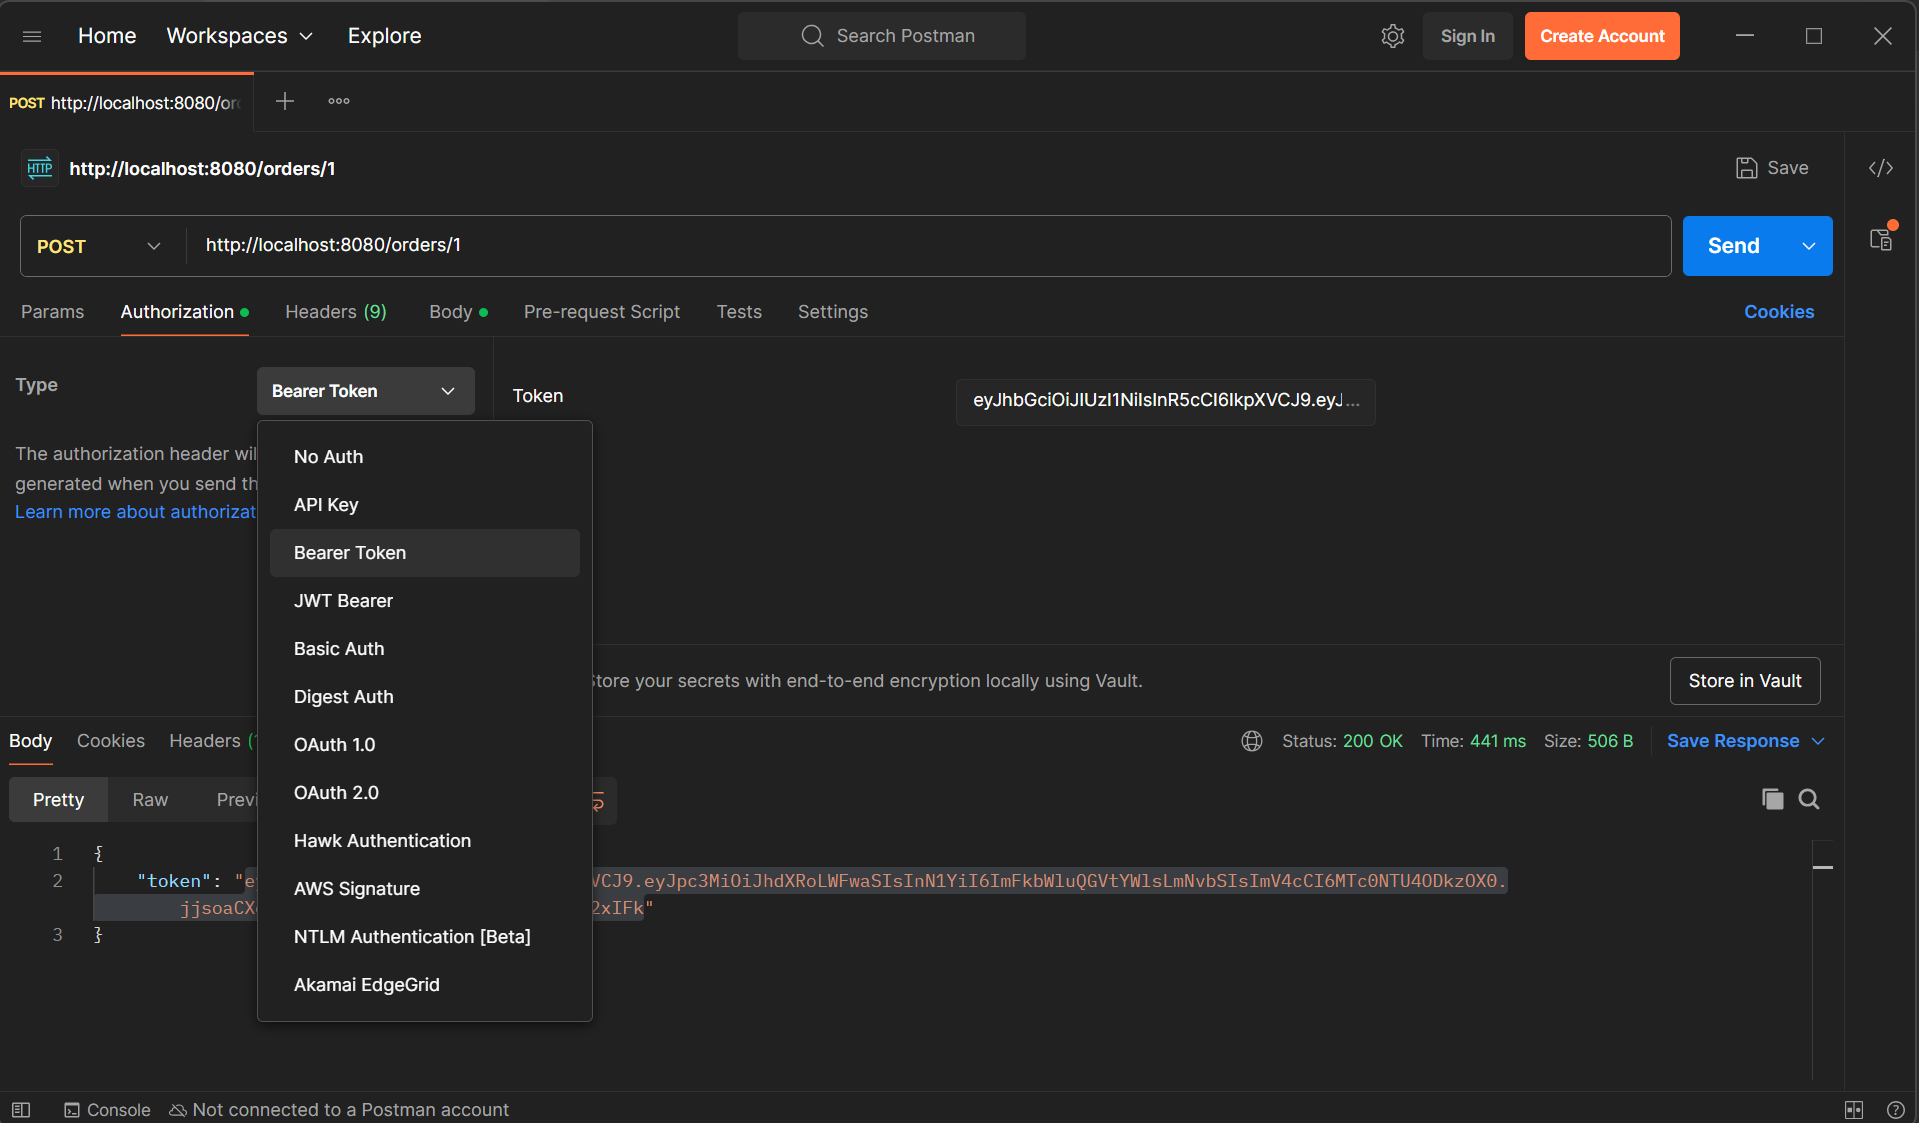 Home Workspaces Explore Search Postman Sign In Create Account
POST http://localhost:8080/or
HTTP http://localhost:8080/orders/1 Save
POST http://localhost:8080/orders/1 Send
Params Authorization Headers (9) Body Pre-request Script Tests Settings Cookies
Type Bearer Token Token eyJhbGciOiJIUzI1NiIsInR5cCI6IkpXVCJ9.eyJ...
The authorization header wil
generated when you send th
Learn more about authorizat
No Auth
API Key
Bearer Token
JWT Bearer
Basic Auth
Digest Auth
OAuth 1.0
OAuth 2.0
Hawk Authentication
AWS Signature
NTLM Authentication [Beta]
Akamai EdgeGrid
Store your secrets with end-to-end encryption locally using Vault. Store in Vault
Body Cookies Headers Status: 200 OK Time: 441 ms Size: 506 B Save Response
Pretty Raw Previ
1 {
2 "token": "e VCJ9.eyJpc3MiOiJhdXRoLWFwaSIsInN1YiI6ImFkbWluQGVtYWlsLmNvbSIsImV4cCI6MTc0NTU4ODkzOX0.
jjsoaCX 2xIFk"
3 }
Console Not connected to a Postman account